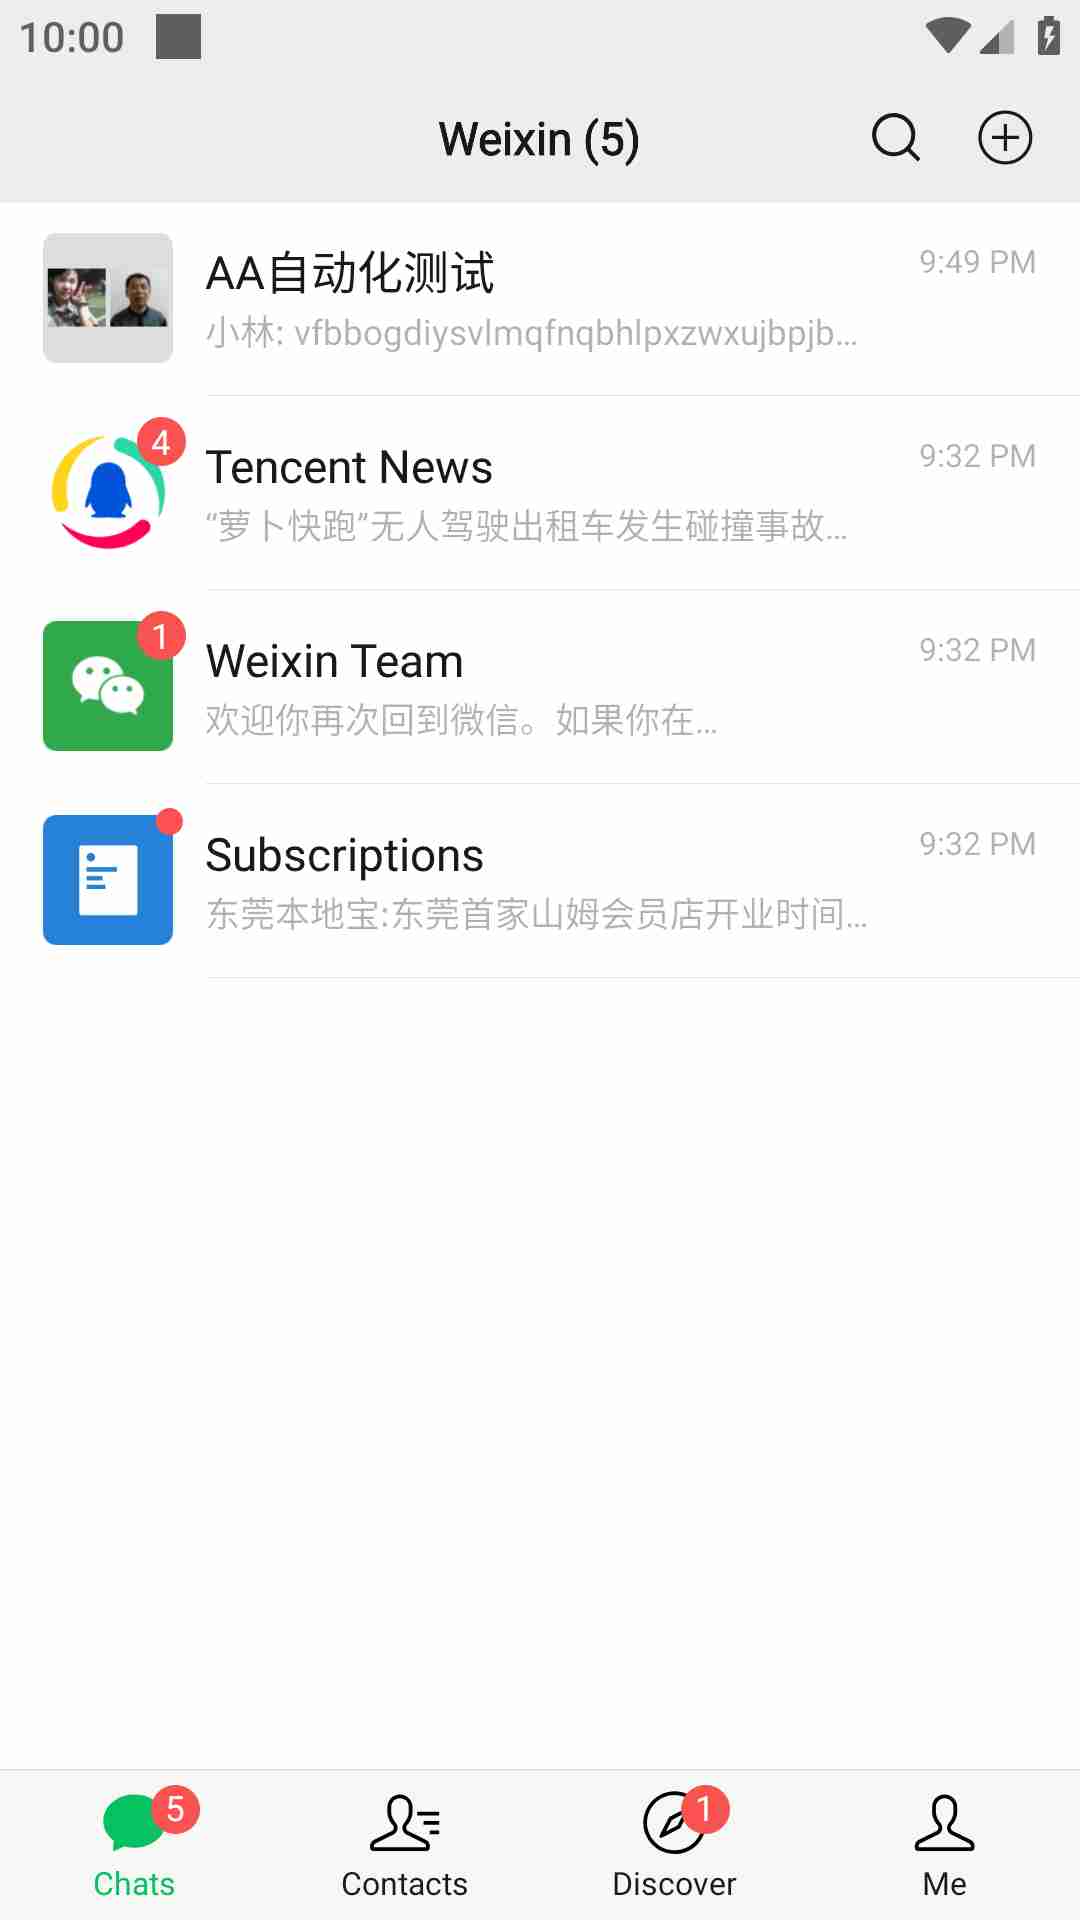 10:00
Weixin (5)
AA自动化测试
9:49 PM
小林: vfbbogdiysvlmqfnqbhlpxzwxujbpjb...
4
Tencent News
9:32 PM
“萝卜快跑”无人驾驶出租车发生碰撞事故...
1
Weixin Team
9:32 PM
欢迎你再次回到微信。如果你在...
Subscriptions
9:32 PM
东莞本地宝:东莞首家山姆会员店开业时间...
5
1
Chats
Contacts
Discover
Me